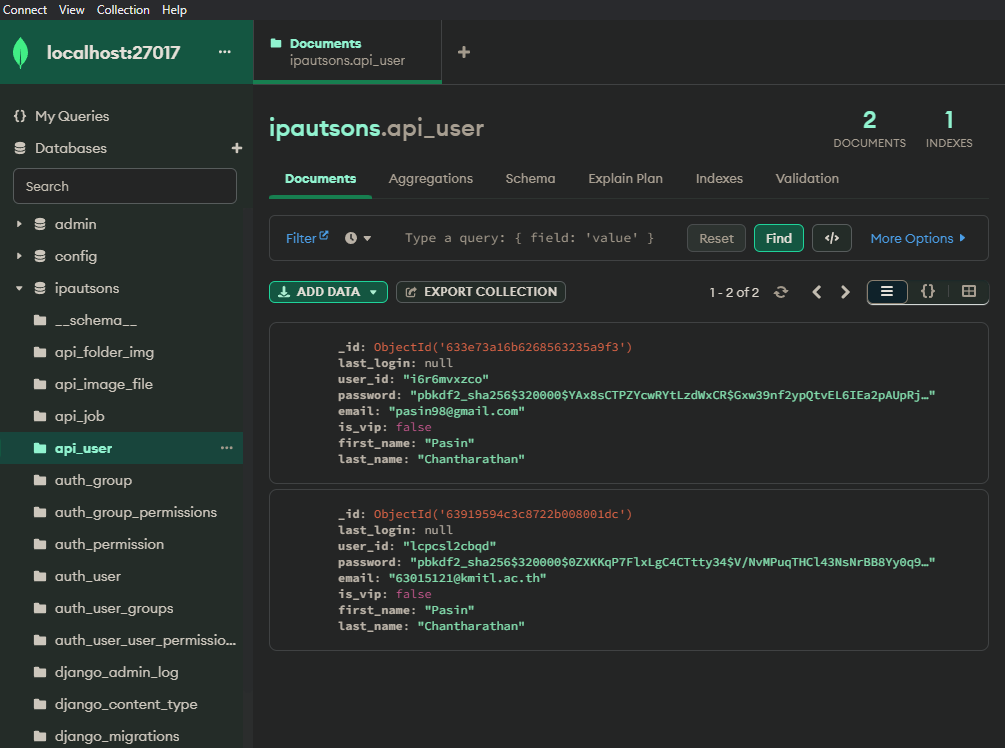 Connect View Collection Help
localhost:27017 ...
Documents
ipautsons.api_user
+
{} My Queries
Databases +
Search
admin
config
ipautsons
__schema__
api_folder_img
api_image_file
api_job
api_user ...
auth_group
auth_group_permissions
auth_permission
auth_user
auth_user_groups
auth_user_user_permissio...
django_admin_log
django_content_type
django_migrations
ipautsons.api_user
2
DOCUMENTS
1
INDEXES
Documents Aggregations Schema Explain Plan Indexes Validation
Filter Type a query: { field: 'value' } Reset Find </> More Options
ADD DATA EXPORT COLLECTION 1 - 2 of 2 {}
_id: ObjectId('633e73a16b6268563235a9f3')
last_login: null
user_id: "i6r6mvxzco"
password: "pbkdf2_sha256$320000$YAx8sCTPZYcwRYtLzdWxCR$Gxw39nf2ypQtvEL6IEa2pAUpRj…"
email: "pasin98@gmail.com"
is_vip: false
first_name: "Pasin"
last_name: "Chantharathan"
_id: ObjectId('63919594c3c8722b008001dc')
last_login: null
user_id: "lcpcsl2cbqd"
password: "pbkdf2_sha256$320000$0ZXKKqP7FlxLgC4CTtty34$V/NvMPuqTHCl43NsNrBB8Yy0q9…"
email: "63015121@kmitl.ac.th"
is_vip: false
first_name: "Pasin"
last_name: "Chantharathan"